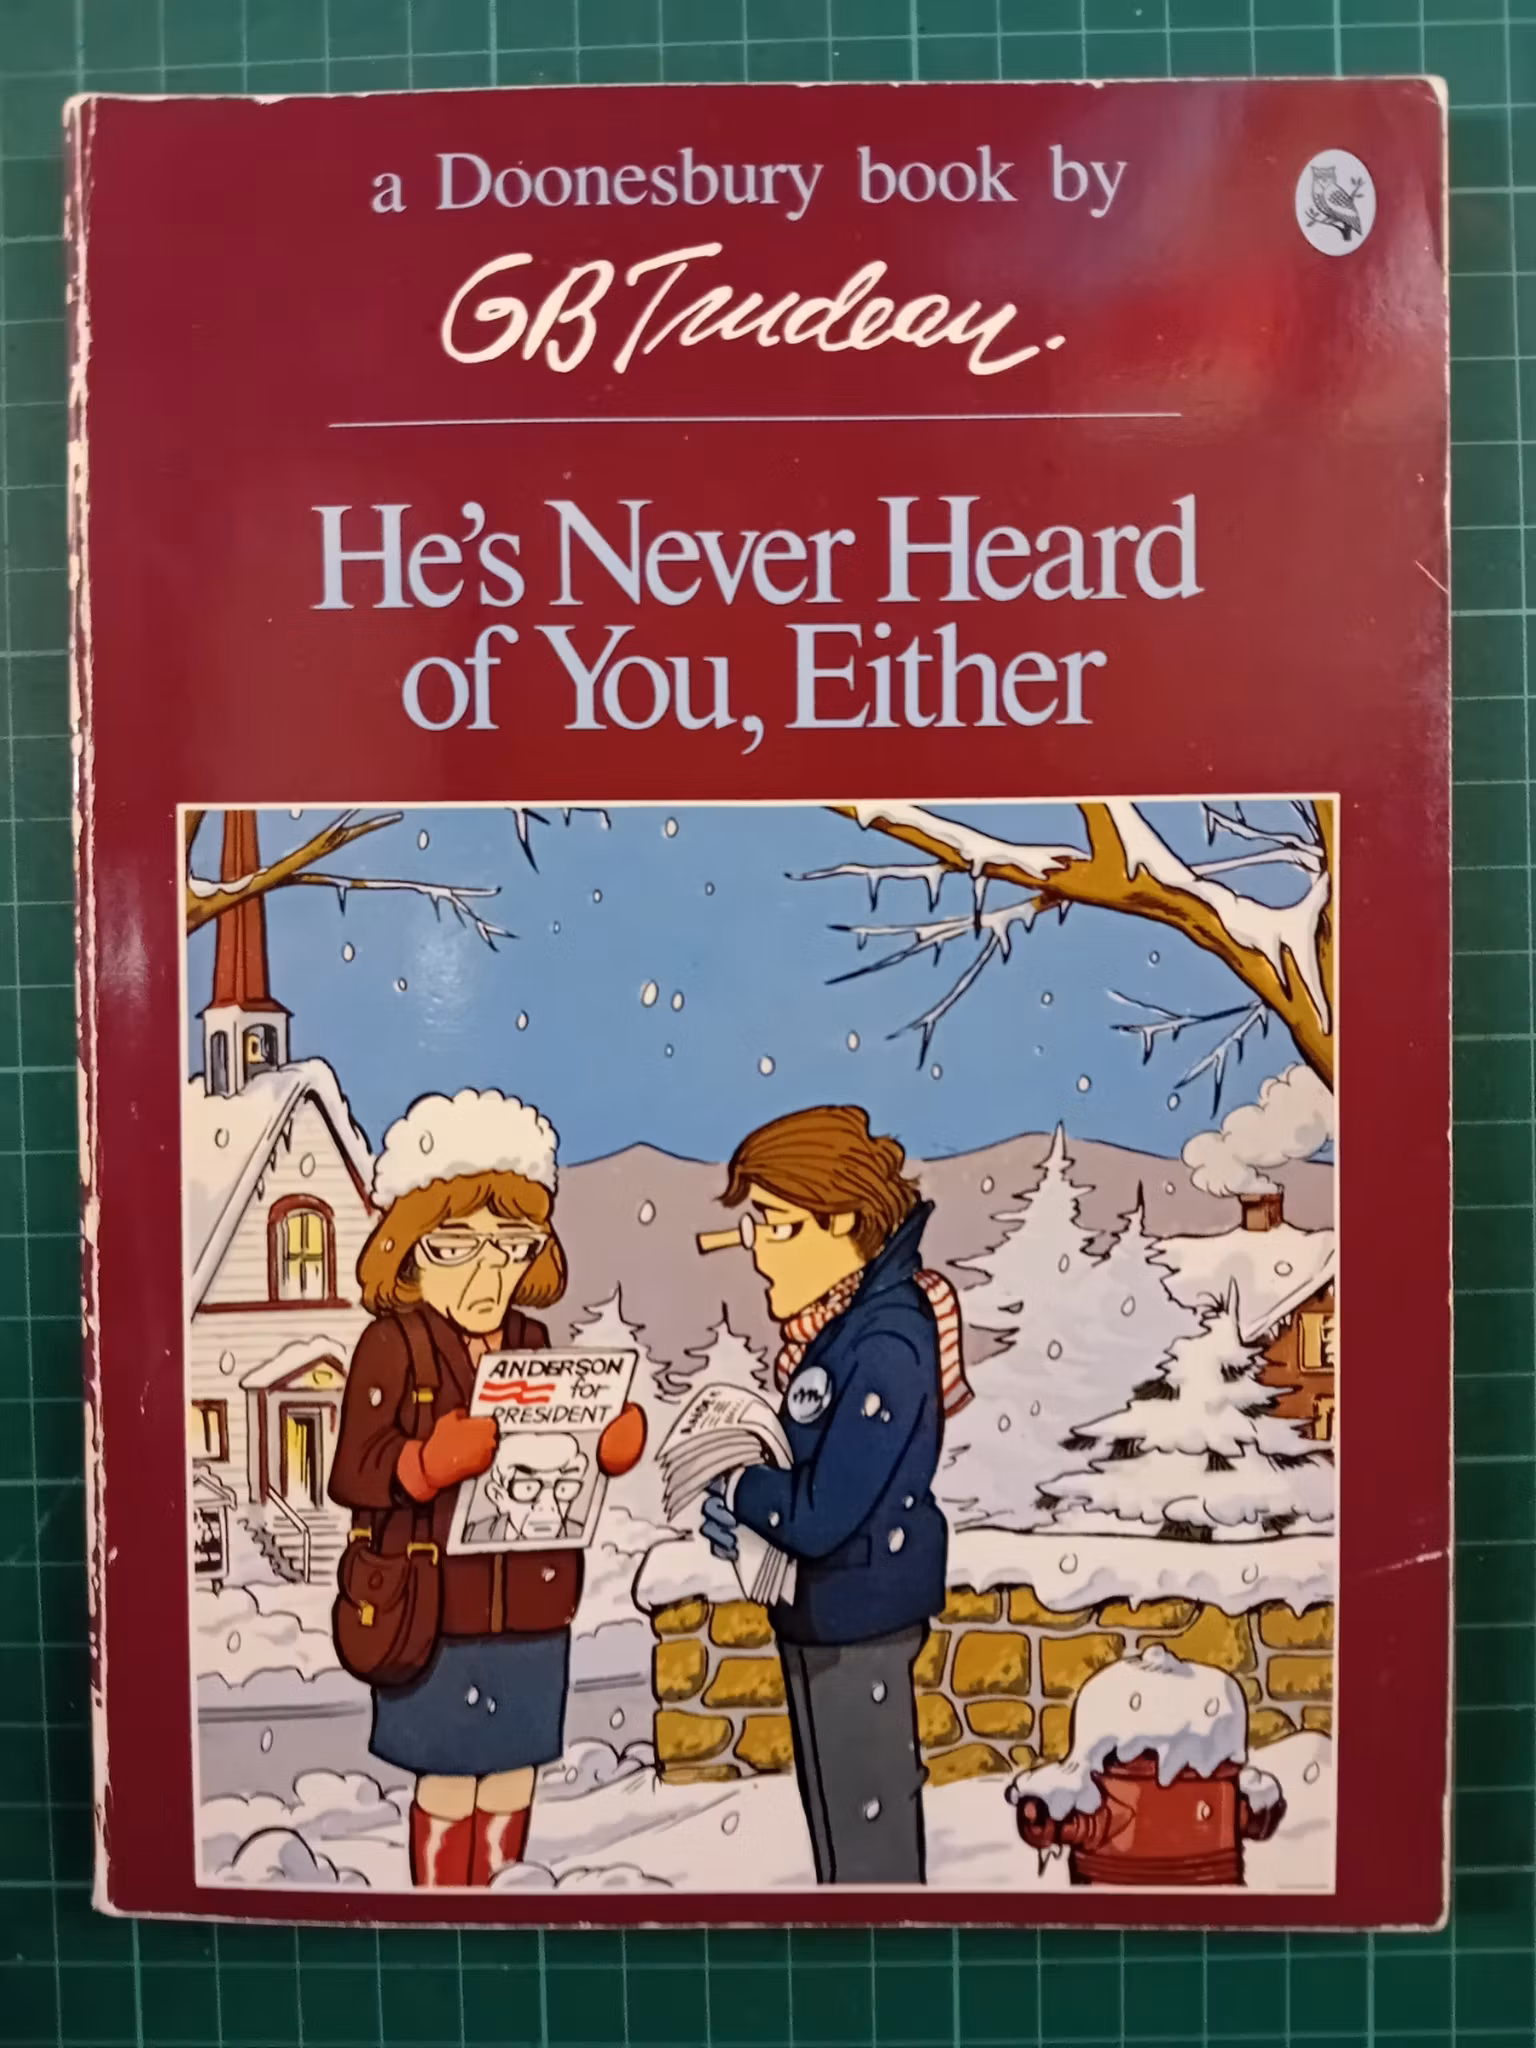 a Doonesbury book by
GBTrudeau.
He's Never Heard
of You, Either
ANDERSON
for
PRESIDENT